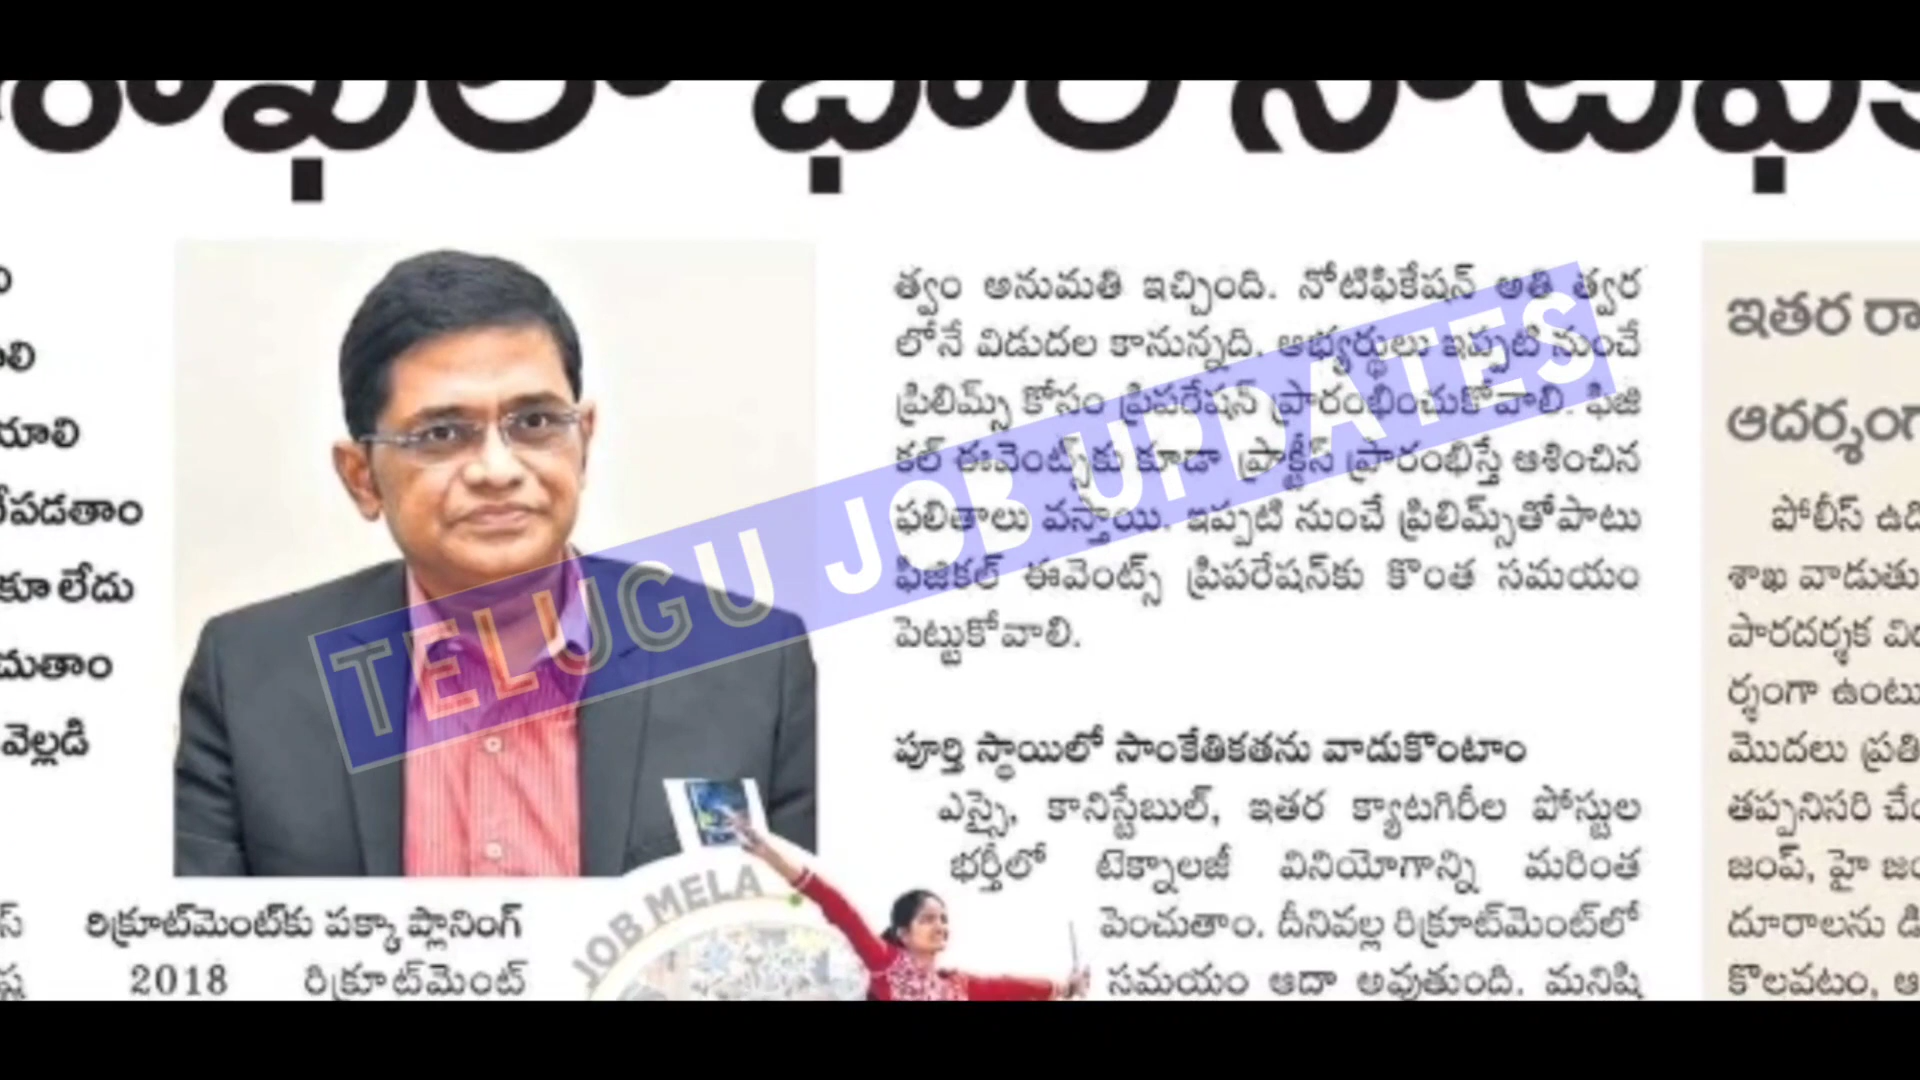 శాఖలో భారీ నోటిఫిక
యాలి
కూ లేదు
వెల్లడి
రిక్రూట్‌మెంట్‌కు పక్కా ప్లానింగ్
2018 రిక్రూట్‌మెంట్
JOB MELA
త్వం అనుమతి ఇచ్చింది. నోటిఫికేషన్ అతి త్వర
లోనే విడుదల కానున్నది. ఆభ్యర్థులు ఇప్పటి నుంచే
ప్రిలిమ్స్ కోసం ప్రిపరేషన్ ప్రారంభించుకోవాలి. ఫిజి
కల్ ఈవెంట్స్‌కు కూడా ప్రాక్టీస్ ప్రారంభిస్తే ఆశించిన
ఫలితాలు వస్తాయి. ఇప్పటి నుంచే ప్రిలిమ్స్‌తోపాటు
ఫిజికల్ ఈవెంట్స్ ప్రిపరేషన్‌కు కొంత సమయం
పెట్టుకోవాలి.
TELUGU JOB UPDATES
పూర్తి స్థాయిలో సాంకేతికతను వాడుకొంటాం
ఎస్సై, కానిస్టేబుల్, ఇతర క్యాటగిరీల పోస్టుల
భర్తీలో టెక్నాలజీ వినియోగాన్ని మరింత
పెంచుతాం. దీనివల్ల రిక్రూట్‌మెంట్‌లో
సమయం ఆదా అవుతుంది. మనిషి
ఇతర రా
ఆదర్శంగా
పోలీస్ ఉద
శాఖ వాడుతు
పారదర్శక వి
ర్శంగా ఉంటు
మొదలు ప్రతి
తప్పనిసరి చే
జంప్, హై జం
దూరాలను డి
కొలవటం, ఆ